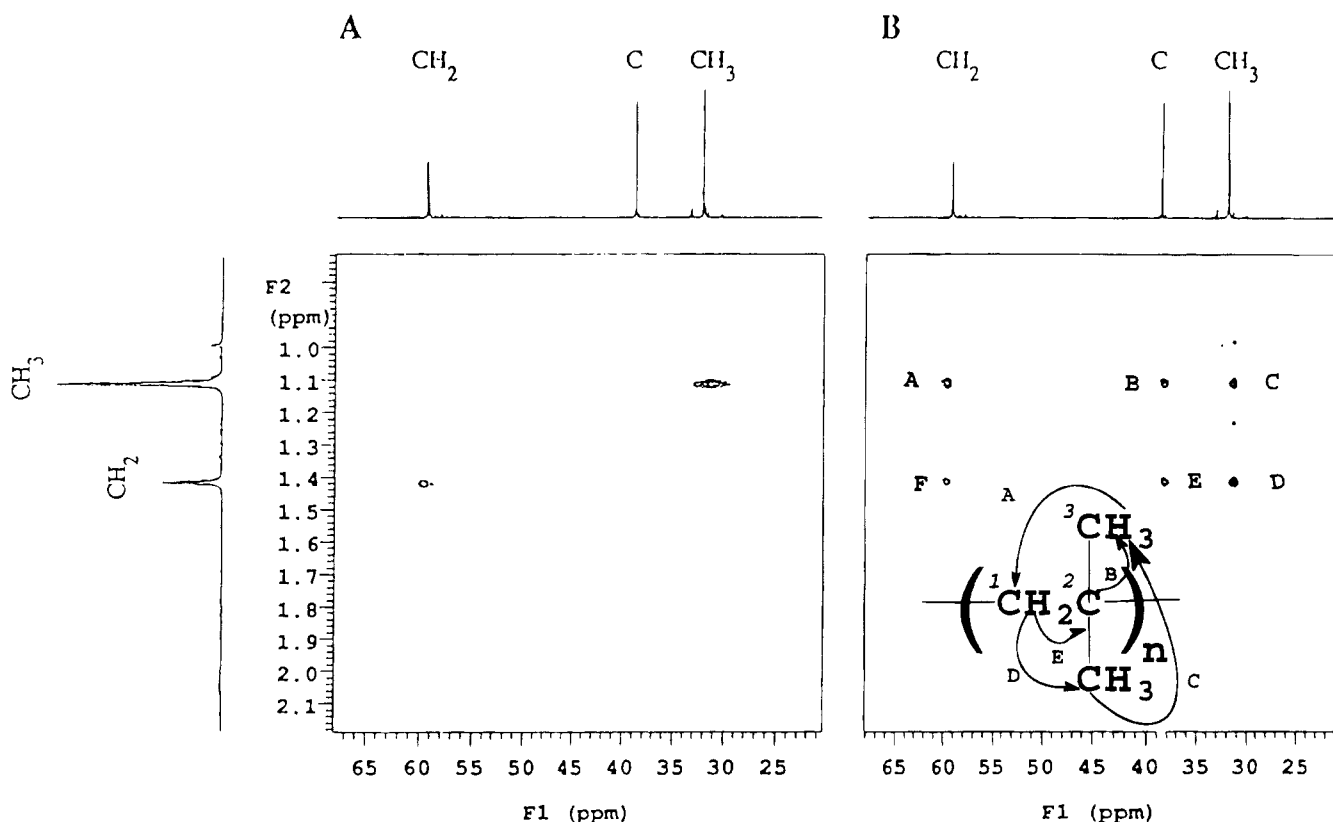 A
B
CH2
C
CH3
CH2
C
CH3
F2
(ppm)
1.0
1.1
1.2
1.3
1.4
1.5
1.6
1.7
1.8
1.9
2.0
2.1
CH3
CH2
65 60 55 50 45 40 35 30 25
F1 (ppm)
A
B
C
F
E
D
A
3
CH3
B
1
2
( CH2C ) n
E
D
CH3
C
65 60 55 50 45 40 35 30 25
F1 (ppm)